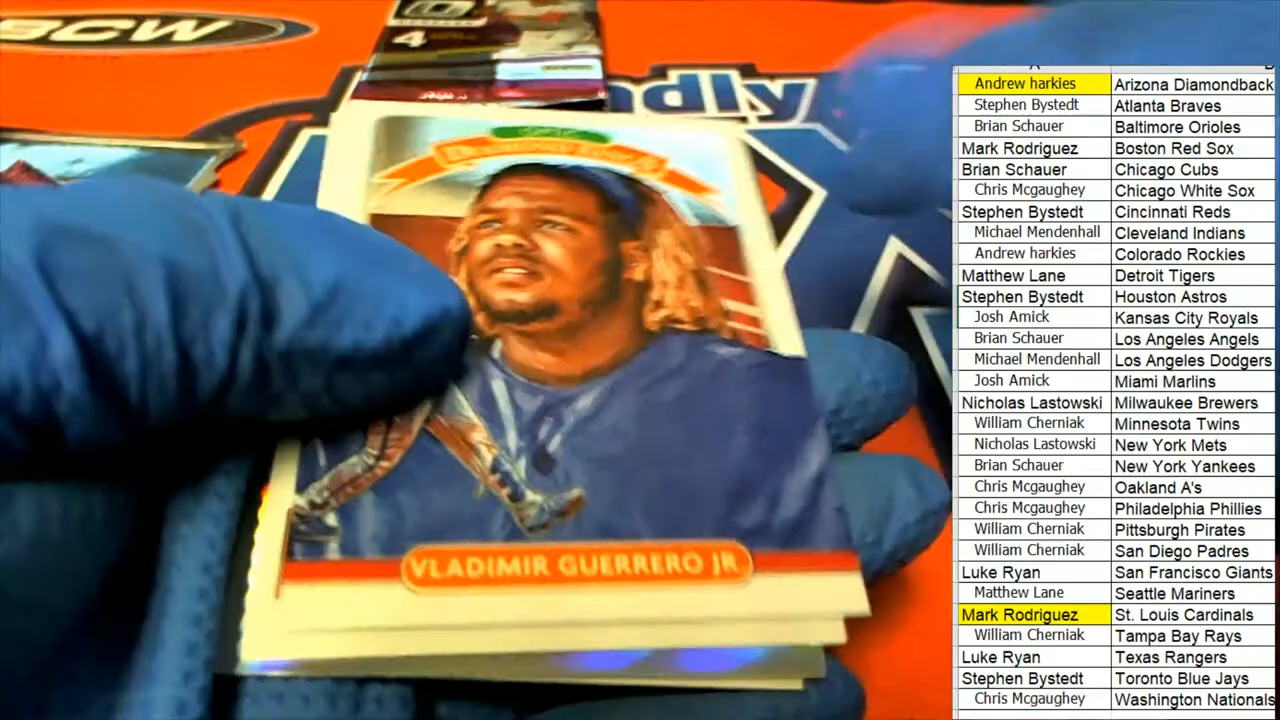 BCW
4
ndly
VLADIMIR GUERRERO JR
Andrew harkies Arizona Diamondback
Stephen Bystedt Atlanta Braves
Brian Schauer Baltimore Orioles
Mark Rodriguez Boston Red Sox
Brian Schauer Chicago Cubs
Chris Mcgaughey Chicago White Sox
Stephen Bystedt Cincinnati Reds
Michael Mendenhall Cleveland Indians
Andrew harkies Colorado Rockies
Matthew Lane Detroit Tigers
Stephen Bystedt Houston Astros
Josh Amick Kansas City Royals
Brian Schauer Los Angeles Angels
Michael Mendenhall Los Angeles Dodgers
Josh Amick Miami Marlins
Nicholas Lastowski Milwaukee Brewers
William Cherniak Minnesota Twins
Nicholas Lastowski New York Mets
Brian Schauer New York Yankees
Chris Mcgaughey Oakland A's
Chris Mcgaughey Philadelphia Phillies
William Cherniak Pittsburgh Pirates
William Cherniak San Diego Padres
Luke Ryan San Francisco Giants
Matthew Lane Seattle Mariners
Mark Rodriguez St. Louis Cardinals
William Cherniak Tampa Bay Rays
Luke Ryan Texas Rangers
Stephen Bystedt Toronto Blue Jays
Chris Mcgaughey Washington Nationals